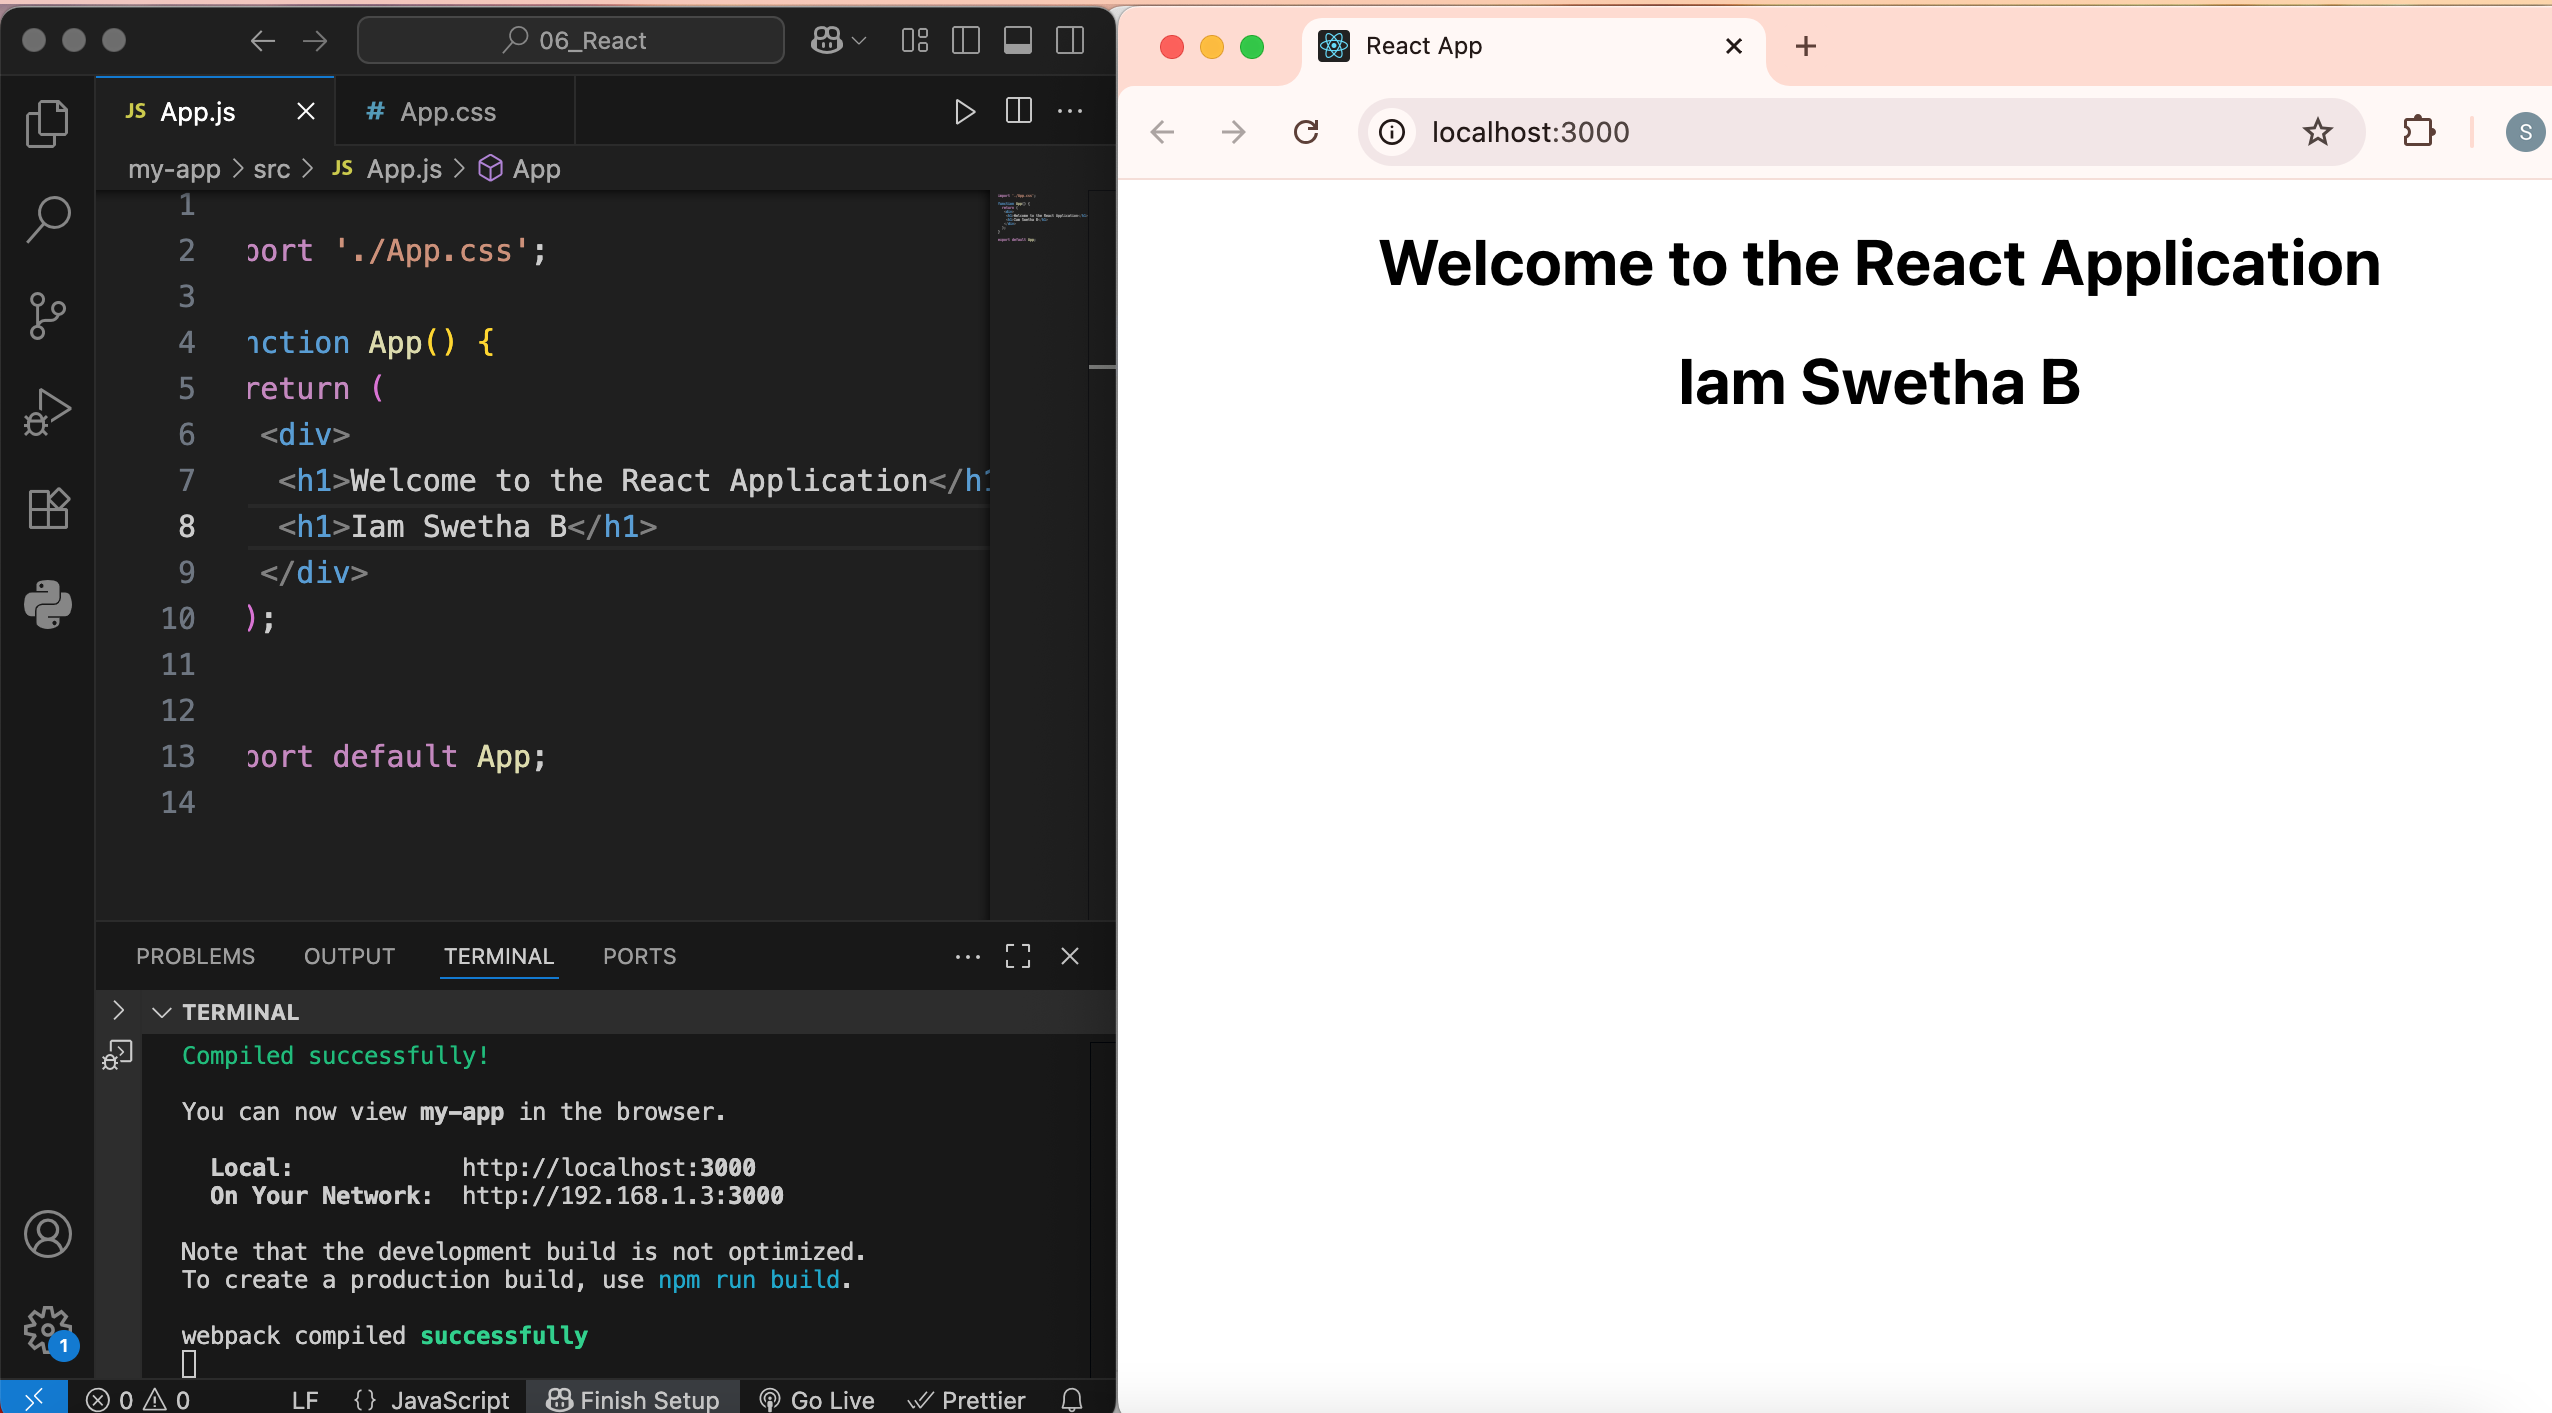 06_React
JS App.js
# App.css
my-app > src > JS App.js > App
1
2 port './App.css';
3
4 nction App() {
5 return (
6 <div>
7 <h1>Welcome to the React Application</h1
8 <h1>Iam Swetha B</h1>
9 </div>
10 );
11
12
13 port default App;
14
PROBLEMS OUTPUT TERMINAL PORTS
TERMINAL
Compiled successfully!
You can now view my-app in the browser.
Local: http://localhost:3000
On Your Network: http://192.168.1.3:3000
Note that the development build is not optimized.
To create a production build, use npm run build.
webpack compiled successfully
1
0 0 LF {} JavaScript Finish Setup Go Live Prettier
React App
localhost:3000
S
Welcome to the React Application
Iam Swetha B